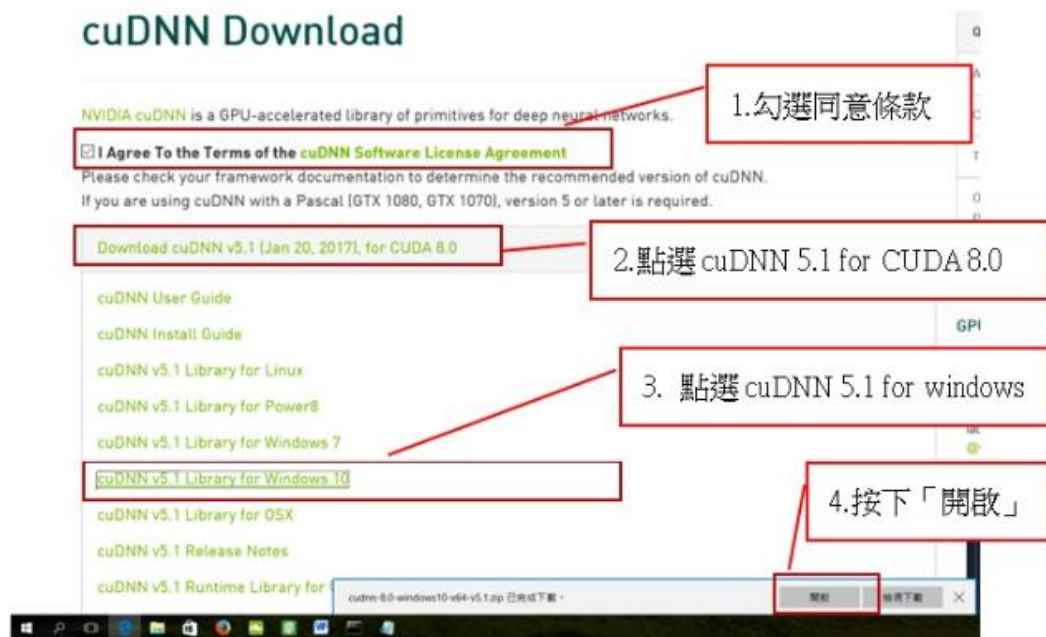 cuDNN Download
NVIDIA cuDNN is a GPU-accelerated library of primitives for deep neural networks.
1.勾選同意條款
☑ I Agree To the Terms of the cuDNN Software License Agreement
Please check your framework documentation to determine the recommended version of cuDNN.
If you are using cuDNN with a Pascal (GTX 1080, GTX 1070), version 5 or later is required.
Download cuDNN v5.1 (Jan 20, 2017), for CUDA 8.0
2.點選 cuDNN 5.1 for CUDA 8.0
cuDNN User Guide
cuDNN Install Guide
GPU
cuDNN v5.1 Library for Linux
3. 點選 cuDNN 5.1 for windows
cuDNN v5.1 Library for Power8
cuDNN v5.1 Library for Windows 7
cuDNN v5.1 Library for Windows 10
4.按下「開啟」
cuDNN v5.1 Library for OSX
cuDNN v5.1 Release Notes
cuDNN v5.1 Runtime Library for
cudnn-8.0-windows10-x64-v5.1.zip 已完成下載。
開啟
檢視下載